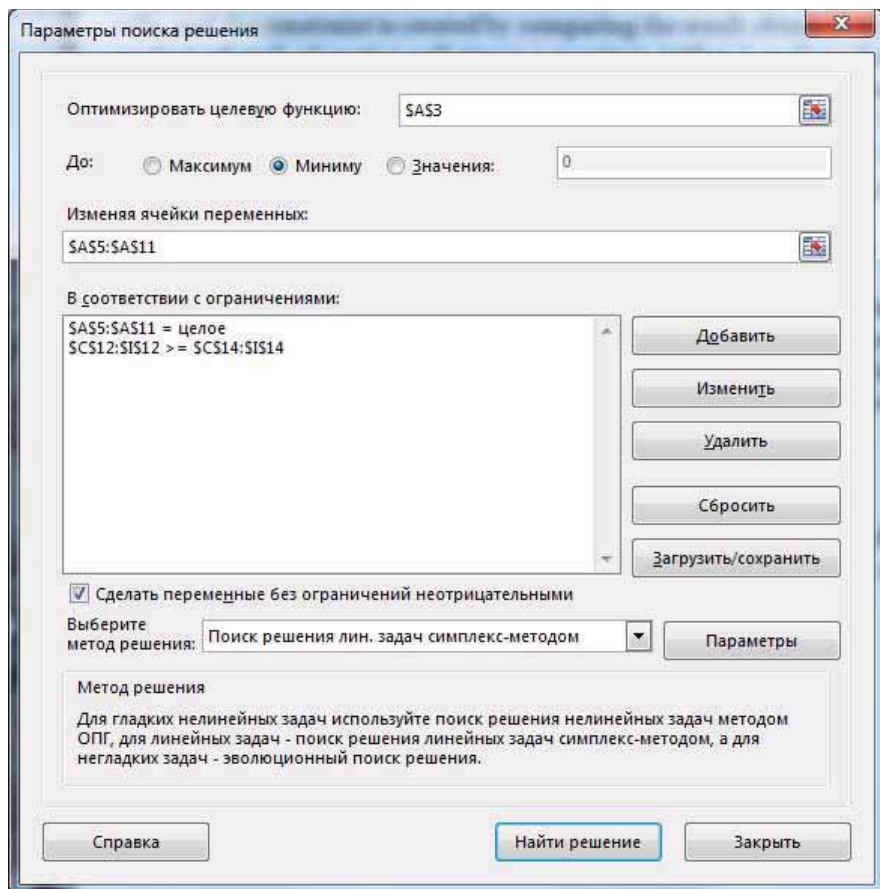 Параметры поиска решения
Оптимизировать целевую функцию: $A$3
До: Максимум Миниму Значения: 0
Изменяя ячейки переменных:
$A$5:$A$11
В соответствии с ограничениями:
$A$5:$A$11 = целое
$C$12:$I$12 >= $C$14:$I$14
Добавить
Изменить
Удалить
Сбросить
Загрузить/сохранить
Сделать переменные без ограничений неотрицательными
Выберите
метод решения: Поиск решения лин. задач симплекс-методом Параметры
Метод решения
Для гладких нелинейных задач используйте поиск решения нелинейных задач методом
ОПГ, для линейных задач - поиск решения линейных задач симплекс-методом, а для
негладких задач - эволюционный поиск решения.
Справка Найти решение Закрыть